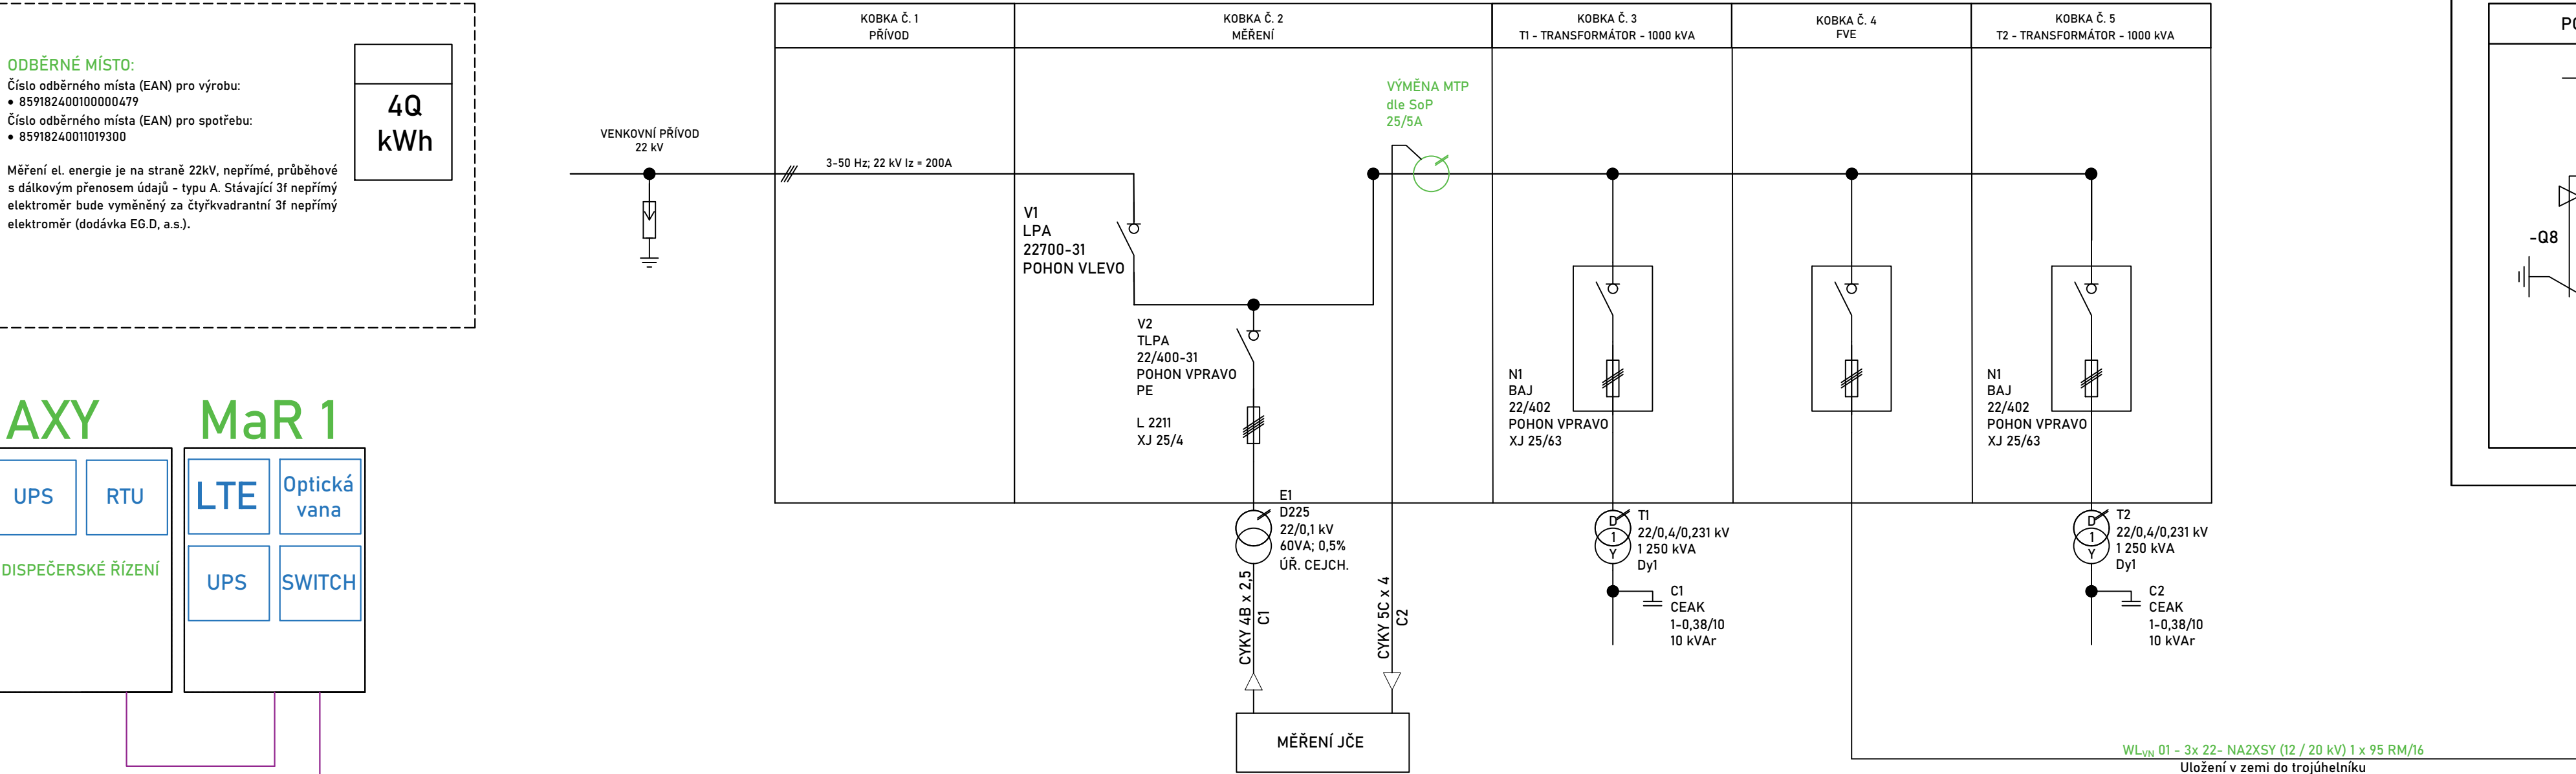 ODBĚRNÉ MÍSTO:
Číslo odběrného místa (EAN) pro výrobu:
• 859182400100000479
Číslo odběrného místa (EAN) pro spotřebu:
• 85918240011019300
Měření el. energie je na straně 22kV, nepřímé, průběhové
s dálkovým přenosem údajů - typu A. Stávající 3f nepřímý
elektroměr bude vyměněný za čtyřkvadrantní 3f nepřímý
elektroměr (dodávka EG.D, a.s.).
4Q
kWh
AXY
MaR 1
UPS
RTU
DISPEČERSKÉ ŘÍZENÍ
LTE
Optická
vana
UPS
SWITCH
VENKOVNÍ PŘÍVOD
22 kV
KOBKA Č. 1
PŘÍVOD
3-50 Hz; 22 kV Iz = 200A
KOBKA Č. 2
MĚŘENÍ
V1
LPA
22700-31
POHON VLEVO
V2
TLPA
22/400-31
POHON VPRAVO
PE
L 2211
XJ 25/4
VÝMĚNA MTP
dle SoP
25/5A
E1
D225
22/0,1 kV
60VA; 0,5%
ÚŘ. CEJCH.
CYKY 4B x 2,5
C1
CYKY 5C x 4
C2
MĚŘENÍ JČE
KOBKA Č. 3
T1 - TRANSFORMÁTOR - 1000 kVA
N1
BAJ
22/402
POHON VPRAVO
XJ 25/63
D
1
Y
T1
22/0,4/0,231 kV
1 250 kVA
Dy1
C1
CEAK
1-0,38/10
10 kVAr
KOBKA Č. 4
FVE
KOBKA Č. 5
T2 - TRANSFORMÁTOR - 1000 kVA
N1
BAJ
22/402
POHON VPRAVO
XJ 25/63
D
1
Y
T2
22/0,4/0,231 kV
1 250 kVA
Dy1
C2
CEAK
1-0,38/10
10 kVAr
WLVN 01 - 3x 22- NA2XSY (12 / 20 kV) 1 x 95 RM/16
Uložení v zemi do trojúhelníku
-Q8